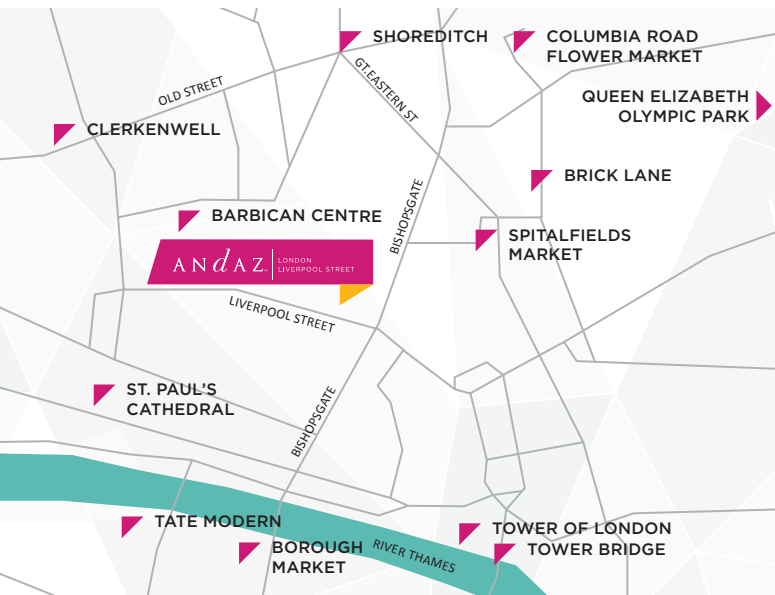 SHOREDITCH
COLUMBIA ROAD
FLOWER MARKET
GT.EASTERN ST
OLD STREET
QUEEN ELIZABETH
OLYMPIC PARK
CLERKENWELL
BRICK LANE
BISHOPSGATE
BARBICAN CENTRE
SPITALFIELDS
MARKET
ANdAZ
LONDON
LIVERPOOL STREET
LIVERPOOL STREET
ST. PAUL'S
CATHEDRAL
BISHOPSGATE
TATE MODERN
TOWER OF LONDON
BOROUGH
MARKET
RIVER THAMES
TOWER BRIDGE